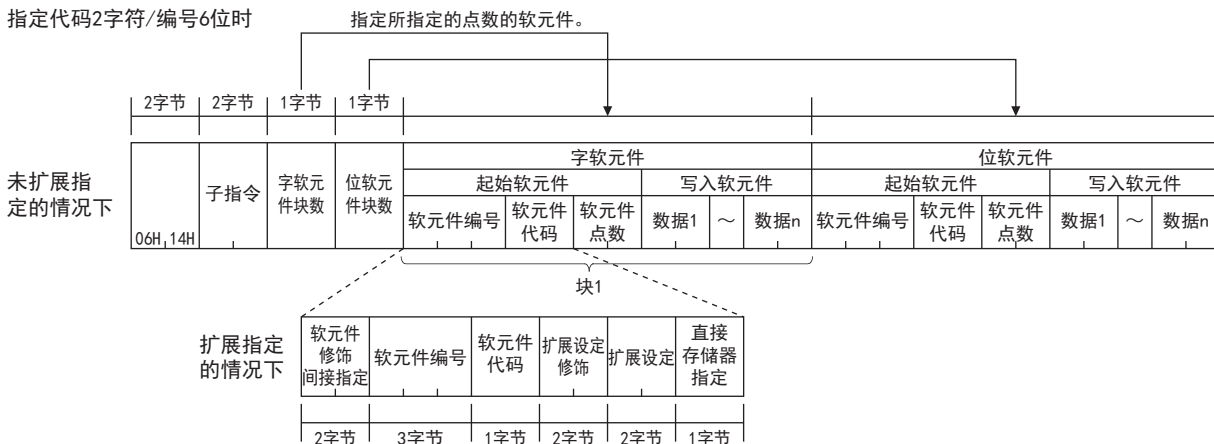 指定代码2字符/编号6位时
指定所指定的点数的软元件。
2字节 2字节 1字节 1字节
未扩展指
定的情况下
06H 14H
子指令
字软元
件块数
位软元
件块数
字软元件
位软元件
起始软元件 写入软元件 起始软元件 写入软元件
软元件编号
软元件
代码
软元件
点数
数据1 ～ 数据n
软元件编号
软元件
代码
软元件
点数
数据1 ～ 数据n
块1
扩展指定
的情况下
软元件
修饰
间接指定
软元件编号
软元件
代码
扩展设定
修饰
扩展设定
直接
存储器
指定
2字节 3字节 1字节 2字节 2字节 1字节